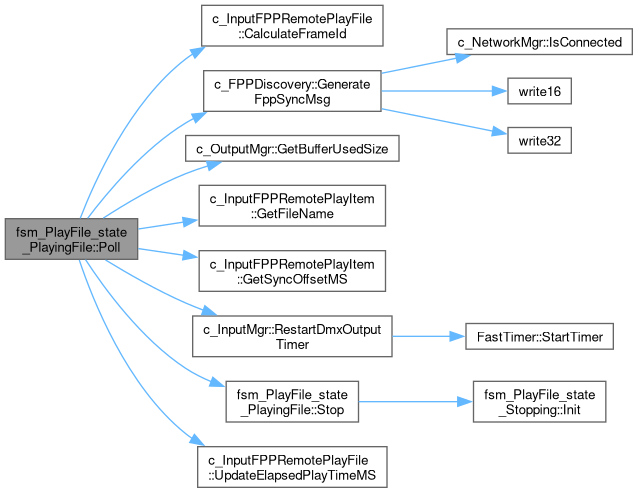 fsm_PlayFile_state
_PlayingFile::Poll
c_InputFPPRemotePlayFile
::CalculateFrameId
c_FPPDiscovery::Generate
FppSyncMsg
c_NetworkMgr::IsConnected
write16
write32
c_OutputMgr::GetBufferUsedSize
c_InputFPPRemotePlayItem
::GetFileName
c_InputFPPRemotePlayItem
::GetSyncOffsetMS
c_InputMgr::RestartDmxOutput
Timer
FastTimer::StartTimer
fsm_PlayFile_state
_PlayingFile::Stop
fsm_PlayFile_state
_Stopping::Init
c_InputFPPRemotePlayFile
::UpdateElapsedPlayTimeMS